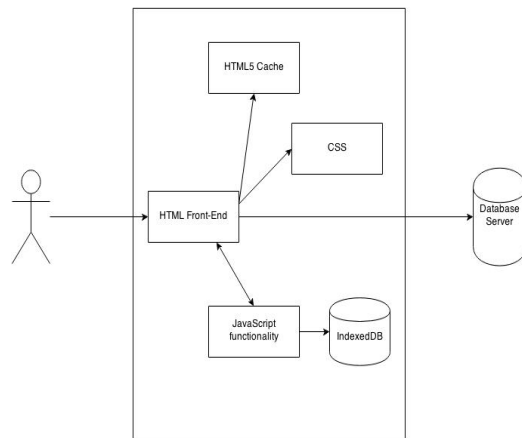 HTML5 Cache
CSS
HTML Front-End
Database
Server
JavaScript
functionality
IndexedDB